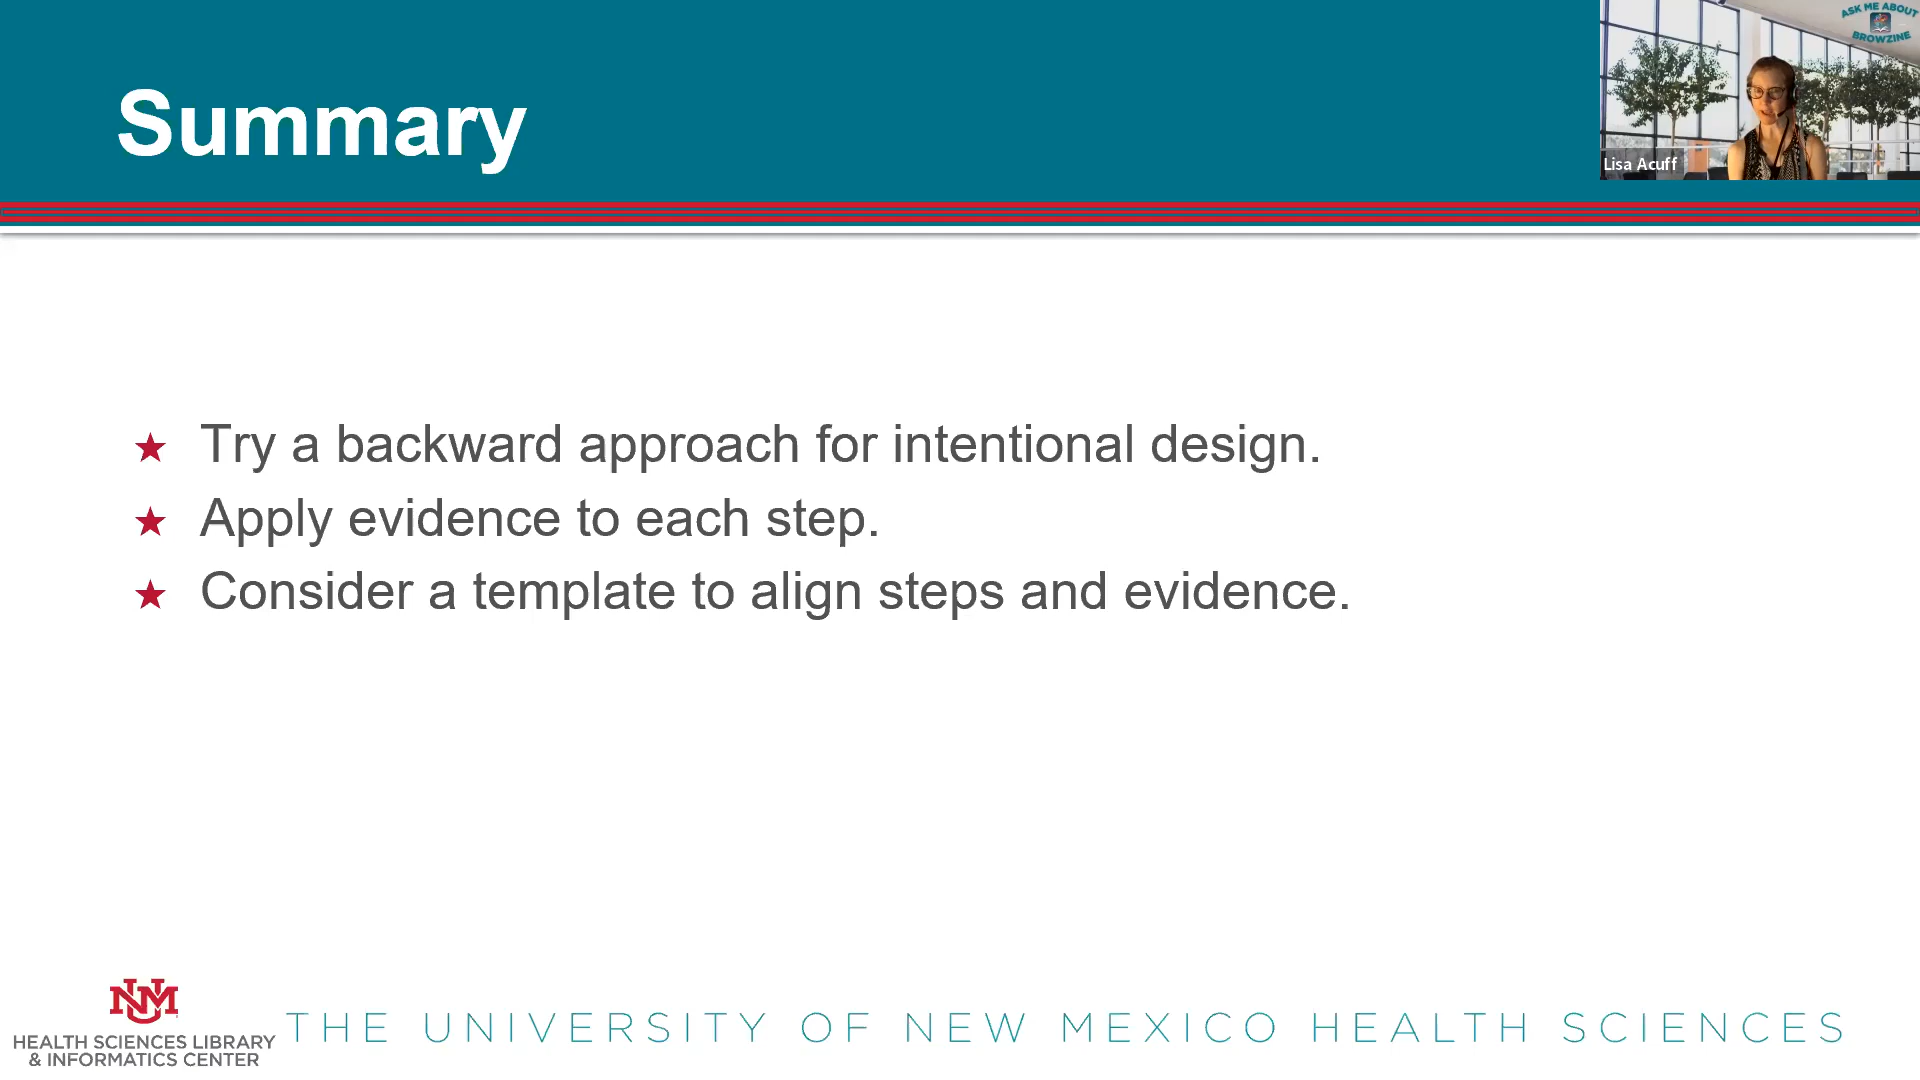 Summary
ASK ME ABOUT
BROWZINE
Lisa Acuff
Try a backward approach for intentional design.
Apply evidence to each step.
Consider a template to align steps and evidence.
UNM
HEALTH SCIENCES LIBRARY
& INFORMATICS CENTER
THE UNIVERSITY OF NEW MEXICO HEALTH SCIENCES